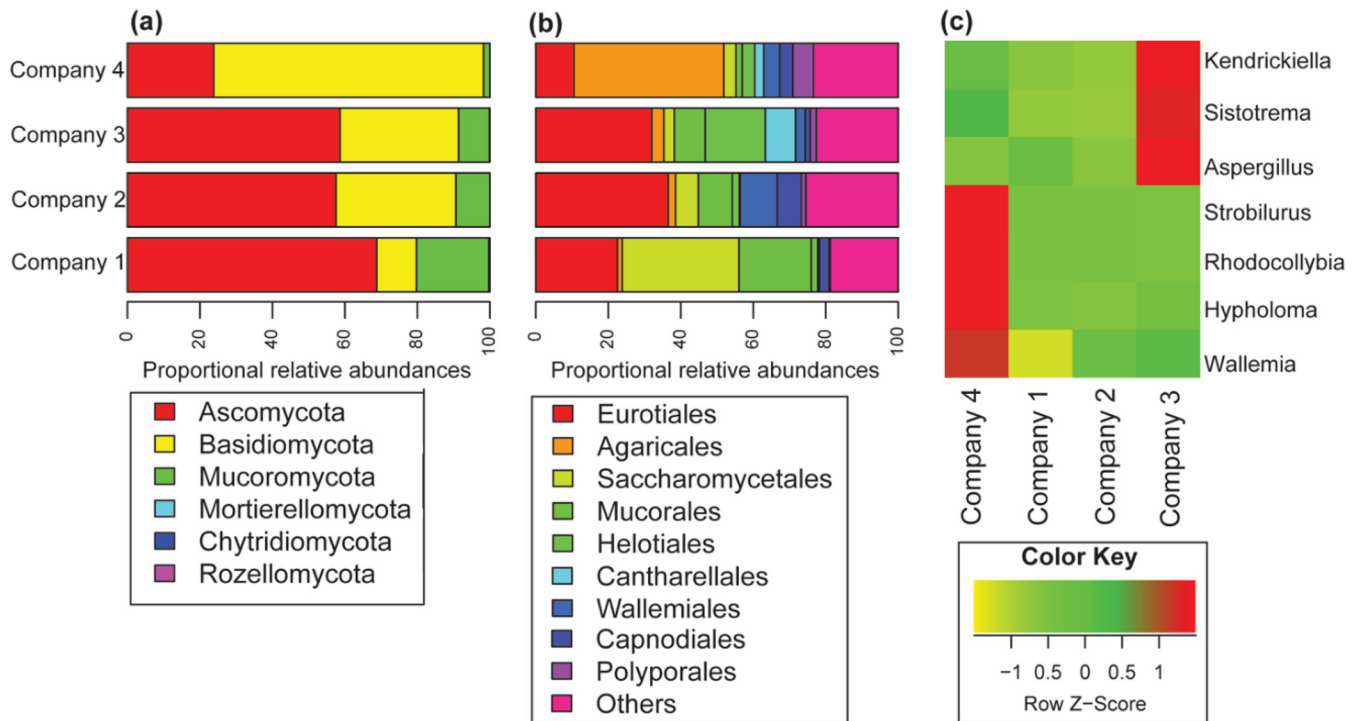 (a)
Company 4
Company 3
Company 2
Company 1
0 20 40 60 80 100
Proportional relative abundances
Ascomycota
Basidiomycota
Mucoromycota
Mortierellomycota
Chytridiomycota
Rozellomycota
(b)
0 20 40 60 80 100
Proportional relative abundances
Eurotiales
Agaricales
Saccharomycetales
Mucorales
Helotiales
Cantharellales
Wallemiales
Capnodiales
Polyporales
Others
(c)
Kendrickiella
Sistotrema
Aspergillus
Strobilurus
Rhodocollybia
Hypholoma
Wallemia
Company 4
Company 1
Company 2
Company 3
Color Key
−1 0.5 0 0.5 1
Row Z−Score